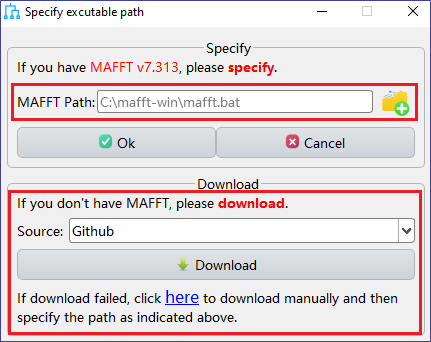 Specify excutable path
Specify
If you have MAFFT v7.313, please specify.
MAFFT Path: C:\mafft-win\mafft.bat
Ok Cancel
Download
If you don't have MAFFT, please download.
Source: Github
Download
If download failed, click here to download manually and then
specify the path as indicated above.